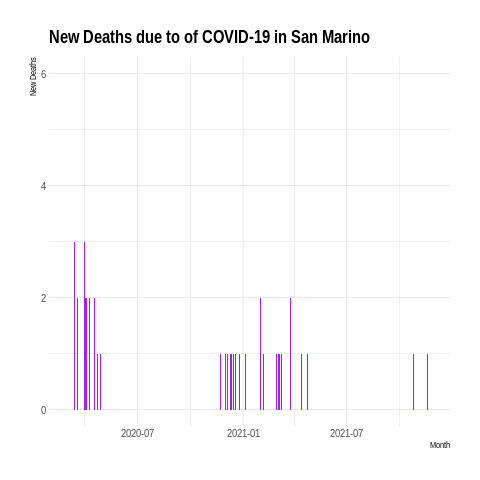 New Deaths due to of COVID-19 in San Marino
New Deaths
6
4
2
0
2020-07 2021-01 2021-07
Month